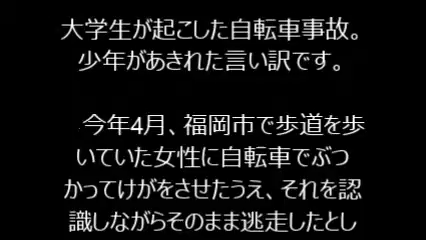 大学生が起こした自転車事故。
少年があきれた言い訳です。
今年4月、福岡市で歩道を歩
いていた女性に自転車でぶつ
かってけがをさせたうえ、それを認
識しながらそのまま逃走したとし